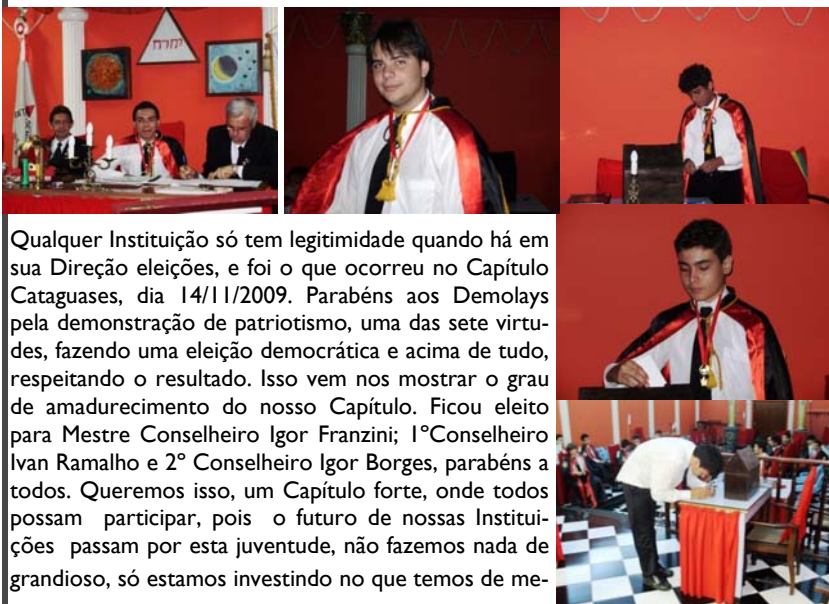 יהוה
Qualquer Instituição só tem legitimidade quando há em
sua Direção eleições, e foi o que ocorreu no Capítulo
Cataguases, dia 14/11/2009. Parabéns aos Demolays
pela demonstração de patriotismo, uma das sete virtu-
des, fazendo uma eleição democrática e acima de tudo,
respeitando o resultado. Isso vem nos mostrar o grau
de amadurecimento do nosso Capítulo. Ficou eleito
para Mestre Conselheiro Igor Franzini; 1ºConselheiro
Ivan Ramalho e 2º Conselheiro Igor Borges, parabéns a
todos. Queremos isso, um Capítulo forte, onde todos
possam participar, pois o futuro de nossas Institui-
ções passam por esta juventude, não fazemos nada de
grandioso, só estamos investindo no que temos de me-